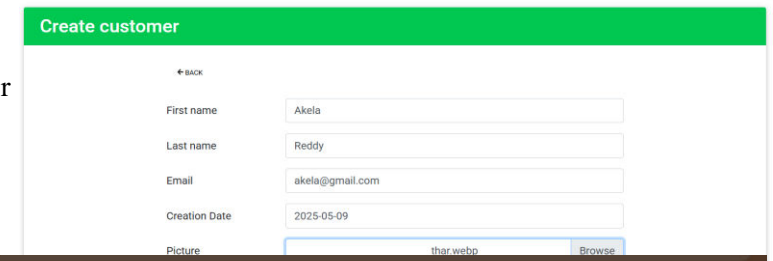 Create customer
← BACK
r
First name Akela
Last name Reddy
Email akela@gmail.com
Creation Date 2025-05-09
Picture thar.webp Browse